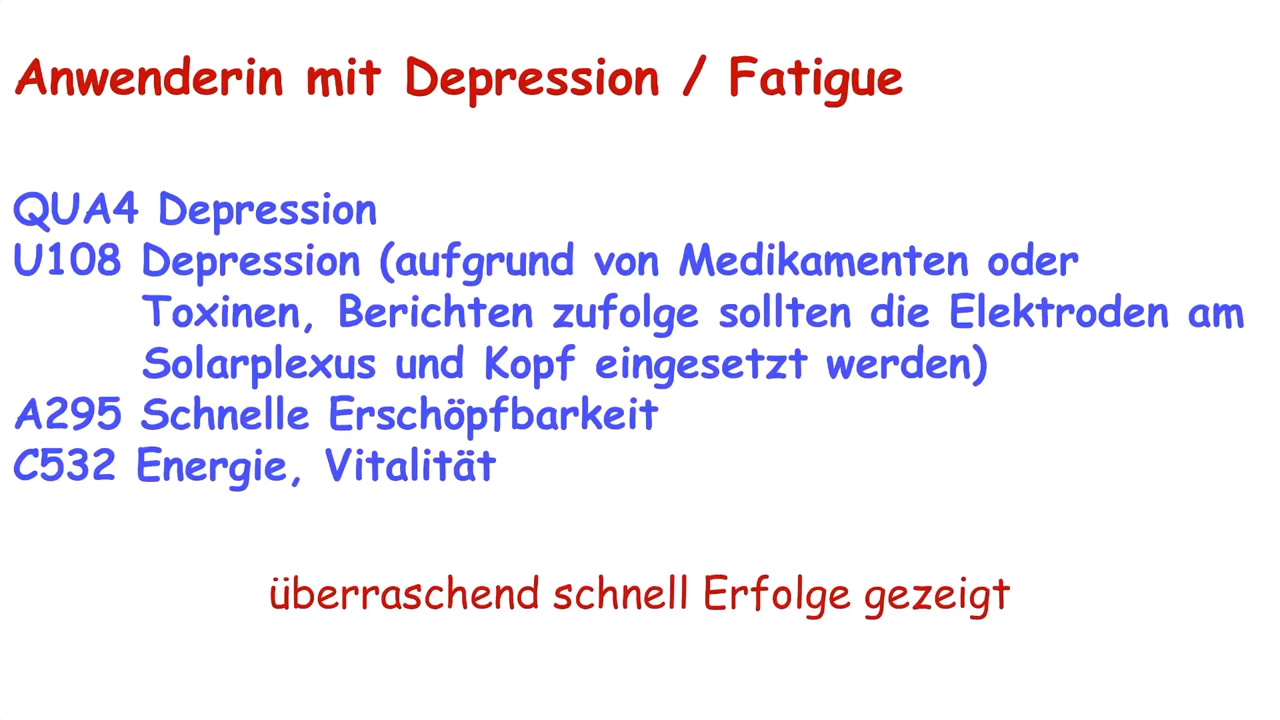 Anwenderin mit Depression / Fatigue
QUA4 Depression
U108 Depression (aufgrund von Medikamenten oder
Toxinen, Berichten zufolge sollten die Elektroden am
Solarplexus und Kopf eingesetzt werden)
A295 Schnelle Erschöpfbarkeit
C532 Energie, Vitalität
überraschend schnell Erfolge gezeigt